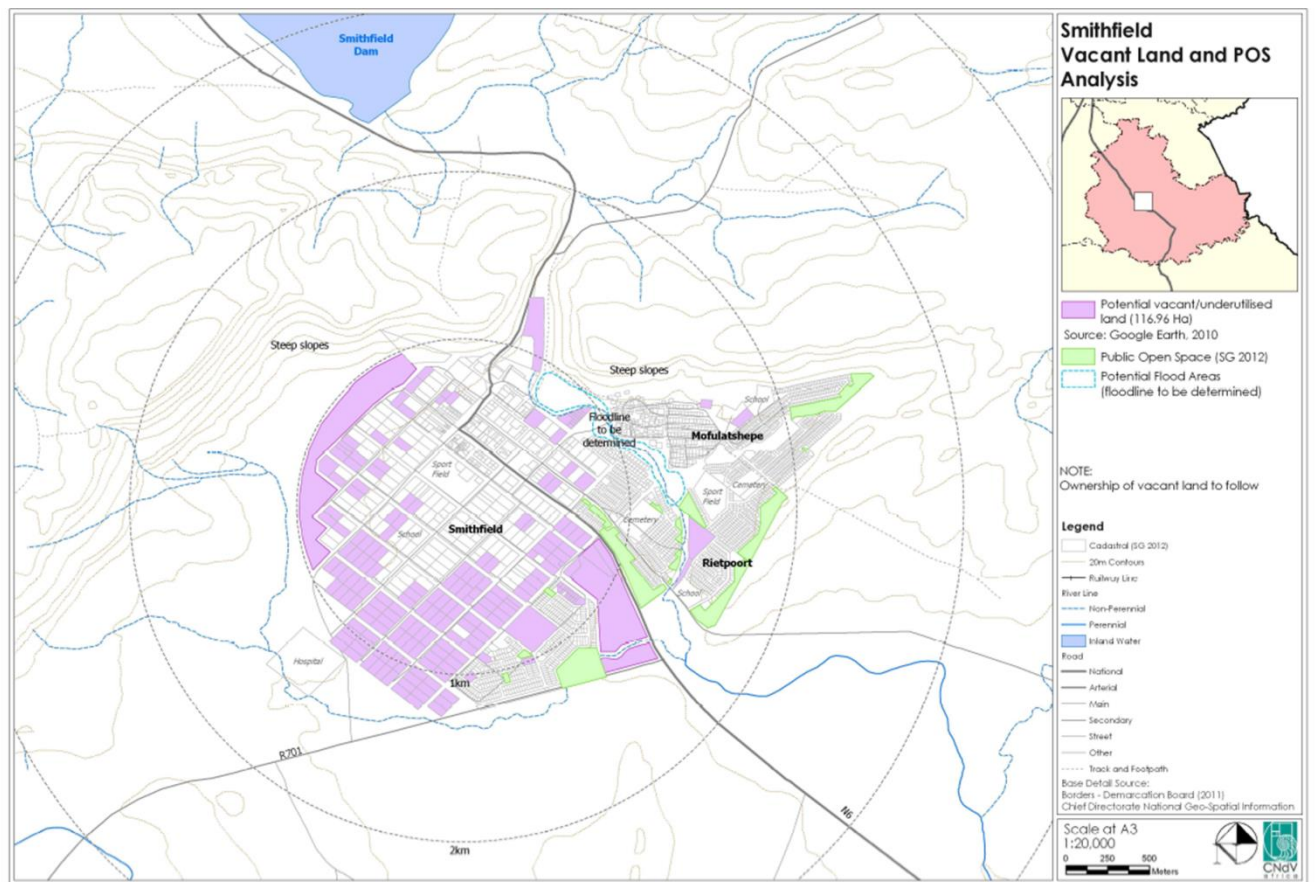 Smithfield
Dam
Steep slopes
Steep slopes
School
Floodline
to be
determined
Mofulatshepe
Sport
Field
Sport
Field
Cemetery
Cemetery
School
Smithfield
Rietpoort
School
Hospital
1km
R701
N6
2km
Smithfield
Vacant Land and POS
Analysis
Potential vacant/underutilised
land (116.96 Ha)
Source: Google Earth, 2010
Public Open Space (SG 2012)
Potential Flood Areas
(floodline to be determined)
NOTE:
Ownership of vacant land to follow
Legend
Cadastral (SG 2012)
20m Contours
Railway Line
River Line
Non-Perennial
Perennial
Inland Water
Road
National
Arterial
Main
Secondary
Street
Other
Track and Footpath
Base Detail Source:
Borders - Demarcation Board (2011)
Chief Directorate National Geo-Spatial Information
Scale at A3
1:20,000
0 250 500
Meters
CNdV
africa